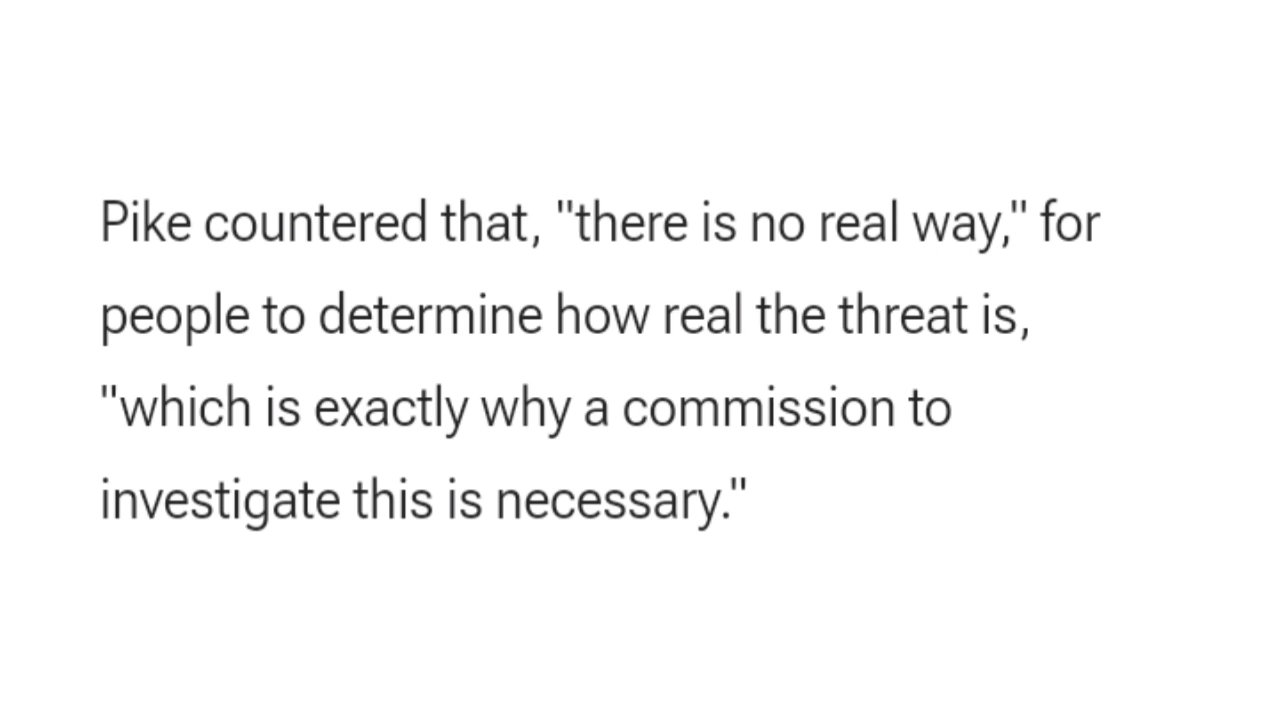 Pike countered that, "there is no real way," for
people to determine how real the threat is,
"which is exactly why a commission to
investigate this is necessary."